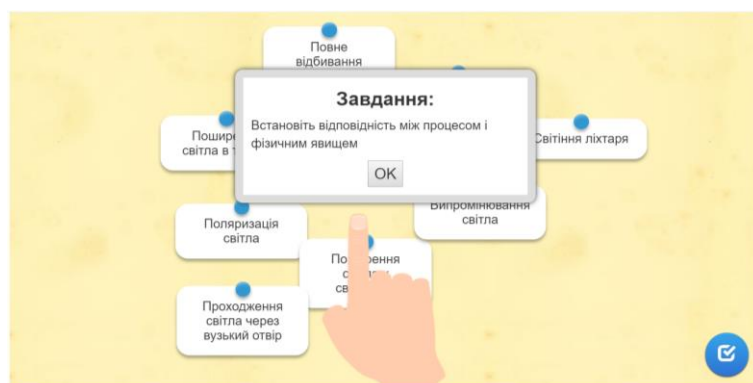 Повне
відбивання
Завдання:
Встановіть відповідність між процесом і
фізичним явищем
OK
світла в
Світіння ліхтаря
Випромінювання
світла
Поляризація
світла
Проходження
світла через
вузький отвір